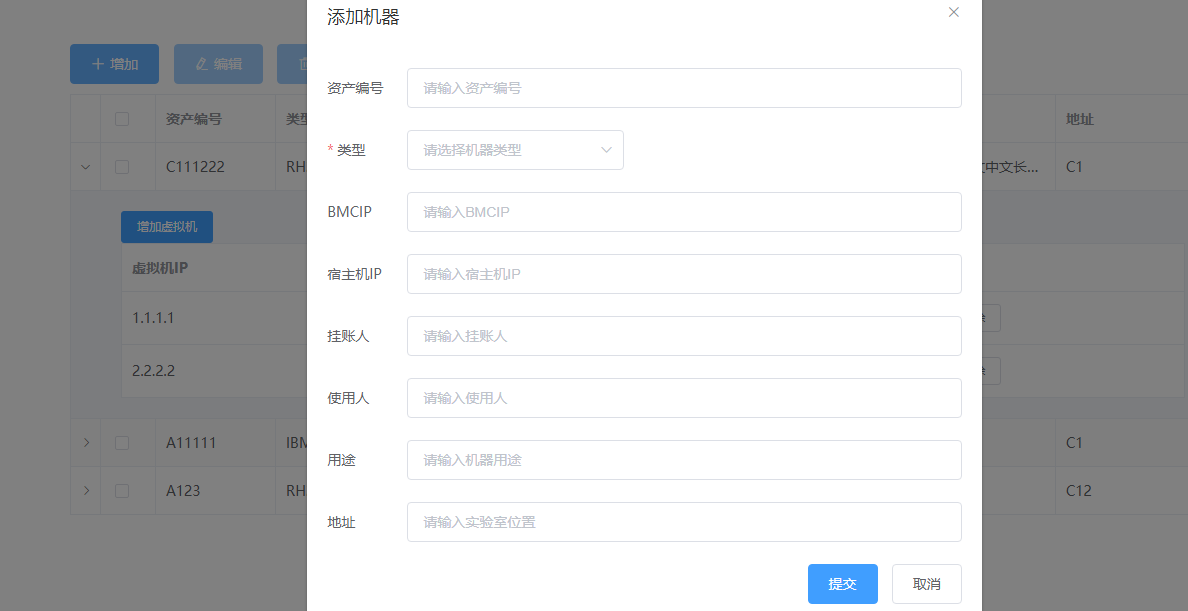 添加机器
增加
编辑
资产编号
请输入资产编号
资产编号
地址
* 类型
请选择机器类型
C111222
RH
中文长...
C1
BMCIP
请输入BMCIP
增加虚拟机
虚拟机IP
宿主机IP
请输入宿主机IP
1.1.1.1
挂账人
请输入挂账人
2.2.2.2
使用人
请输入使用人
A11111
IBM
C1
用途
请输入机器用途
A123
RH
C12
地址
请输入实验室位置
提交
取消